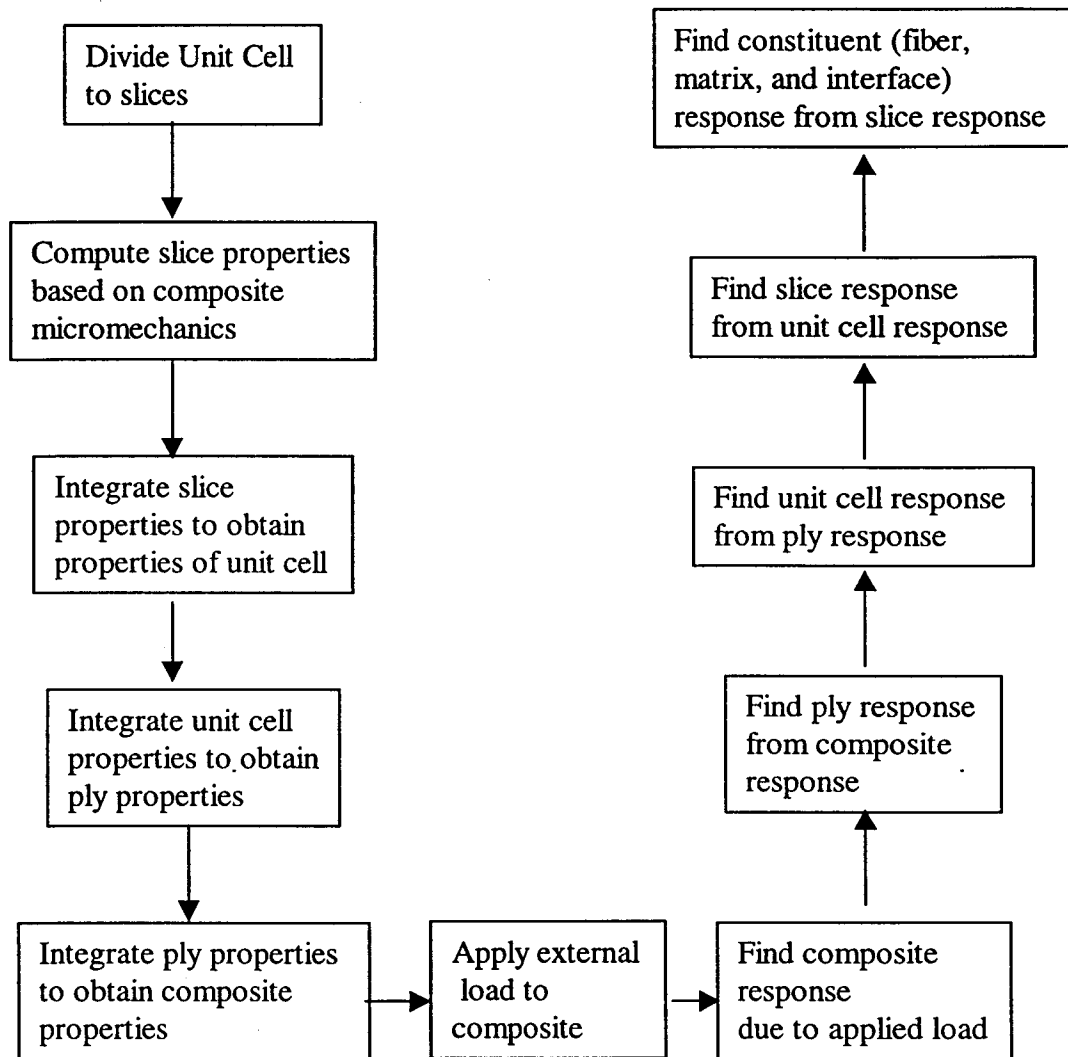 Divide Unit Cell
to slices
Compute slice properties
based on composite
micromechanics
Integrate slice
properties to obtain
properties of unit cell
Integrate unit cell
properties to obtain
ply properties
Integrate ply properties
to obtain composite
properties
Apply external
load to
composite
Find composite
response
due to applied load
Find ply response
from composite
response
Find unit cell response
from ply response
Find slice response
from unit cell response
Find constituent (fiber,
matrix, and interface)
response from slice response